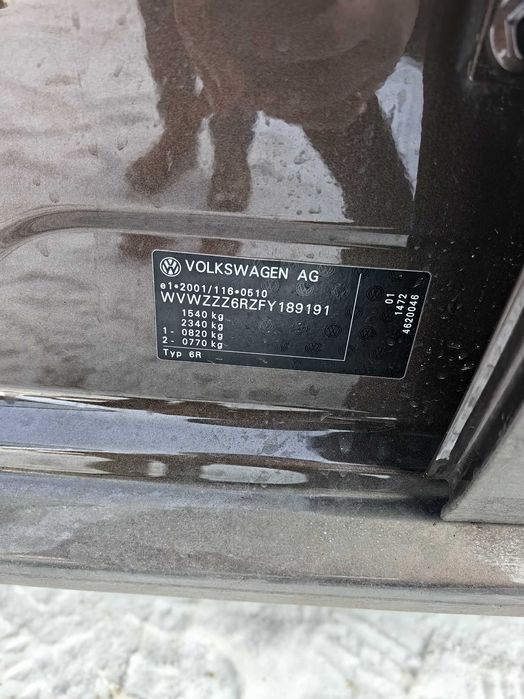 VOLKSWAGEN AG
e1*2001/116*0510
WVWZZZ6RZFY189191
1540 kg
2340 kg
1- 0820 kg
2- 0770 kg
Typ 6R
01
1472
4620046